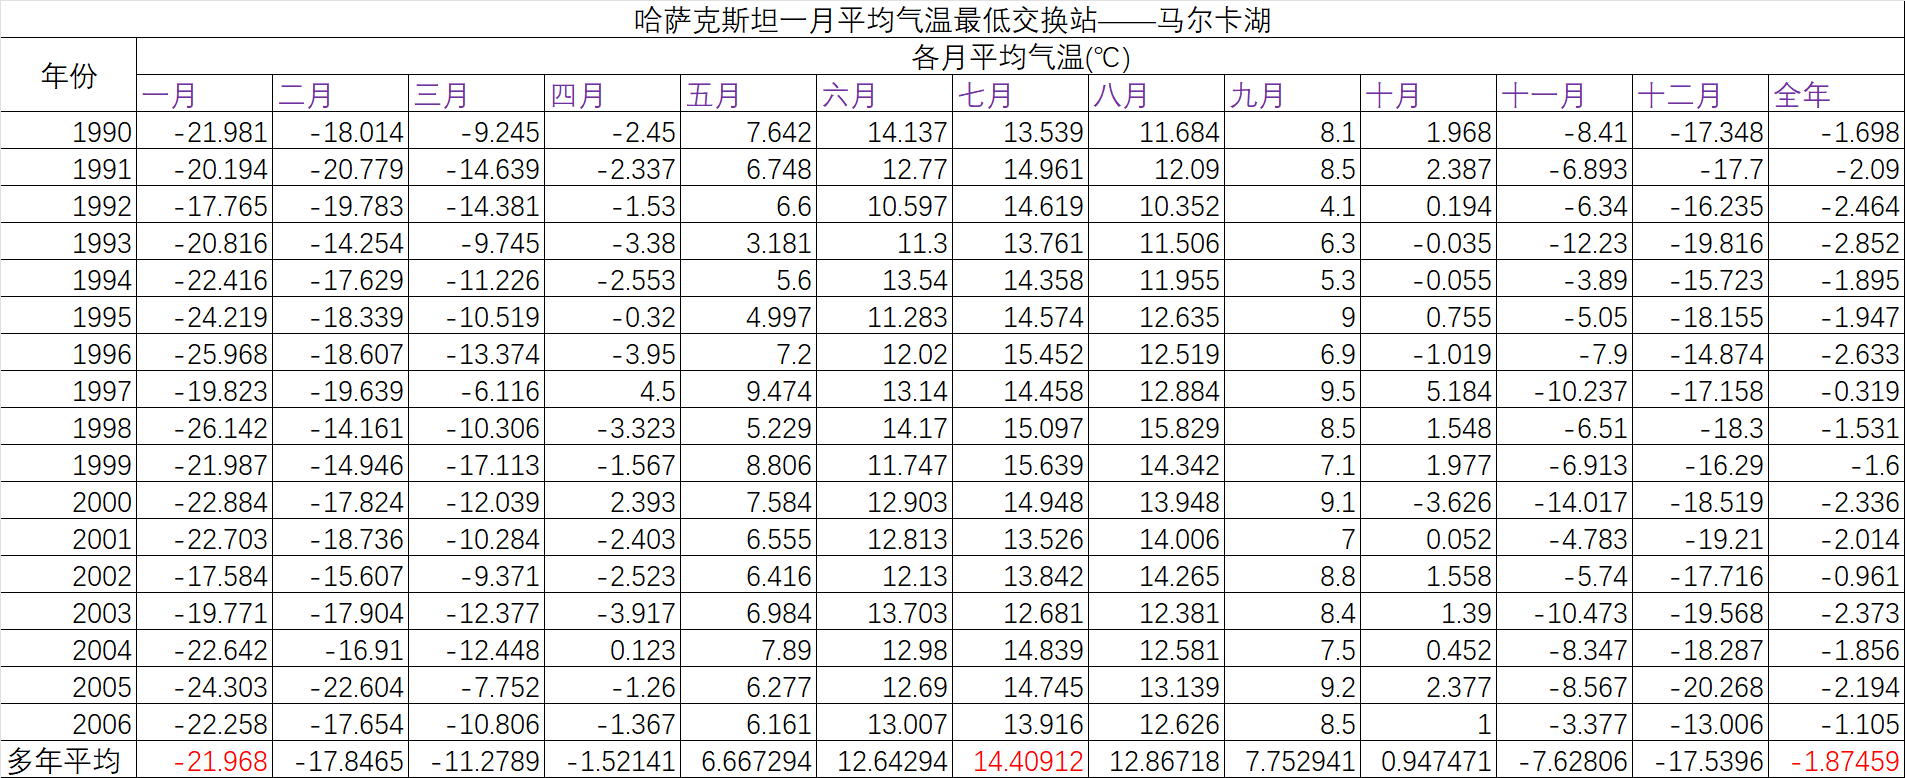 哈萨克斯坦一月平均气温最低交换站——马尔卡湖
年份 各月平均气温(℃)
一月 二月 三月 四月 五月 六月 七月 八月 九月 十月 十一月 十二月 全年
1990 -21.981 -18.014 -9.245 -2.45 7.642 14.137 13.539 11.684 8.1 1.968 -8.41 -17.348 -1.698
1991 -20.194 -20.779 -14.639 -2.337 6.748 12.77 14.961 12.09 8.5 2.387 -6.893 -17.7 -2.09
1992 -17.765 -19.783 -14.381 -1.53 6.6 10.597 14.619 10.352 4.1 0.194 -6.34 -16.235 -2.464
1993 -20.816 -14.254 -9.745 -3.38 3.181 11.3 13.761 11.506 6.3 -0.035 -12.23 -19.816 -2.852
1994 -22.416 -17.629 -11.226 -2.553 5.6 13.54 14.358 11.955 5.3 -0.055 -3.89 -15.723 -1.895
1995 -24.219 -18.339 -10.519 -0.32 4.997 11.283 14.574 12.635 9 0.755 -5.05 -18.155 -1.947
1996 -25.968 -18.607 -13.374 -3.95 7.2 12.02 15.452 12.519 6.9 -1.019 -7.9 -14.874 -2.633
1997 -19.823 -19.639 -6.116 4.5 9.474 13.14 14.458 12.884 9.5 5.184 -10.237 -17.158 -0.319
1998 -26.142 -14.161 -10.306 -3.323 5.229 14.17 15.097 15.829 8.5 1.548 -6.51 -18.3 -1.531
1999 -21.987 -14.946 -17.113 -1.567 8.806 11.747 15.639 14.342 7.1 1.977 -6.913 -16.29 -1.6
2000 -22.884 -17.824 -12.039 2.393 7.584 12.903 14.948 13.948 9.1 -3.626 -14.017 -18.519 -2.336
2001 -22.703 -18.736 -10.284 -2.403 6.555 12.813 13.526 14.006 7 0.052 -4.783 -19.21 -2.014
2002 -17.584 -15.607 -9.371 -2.523 6.416 12.13 13.842 14.265 8.8 1.558 -5.74 -17.716 -0.961
2003 -19.771 -17.904 -12.377 -3.917 6.984 13.703 12.681 12.381 8.4 1.39 -10.473 -19.568 -2.373
2004 -22.642 -16.91 -12.448 0.123 7.89 12.98 14.839 12.581 7.5 0.452 -8.347 -18.287 -1.856
2005 -24.303 -22.604 -7.752 -1.26 6.277 12.69 14.745 13.139 9.2 2.377 -8.567 -20.268 -2.194
2006 -22.258 -17.654 -10.806 -1.367 6.161 13.007 13.916 12.626 8.5 1 -3.377 -13.006 -1.105
多年平均 -21.968 -17.8465 -11.2789 -1.52141 6.667294 12.64294 14.40912 12.86718 7.752941 0.947471 -7.62806 -17.5396 -1.87459